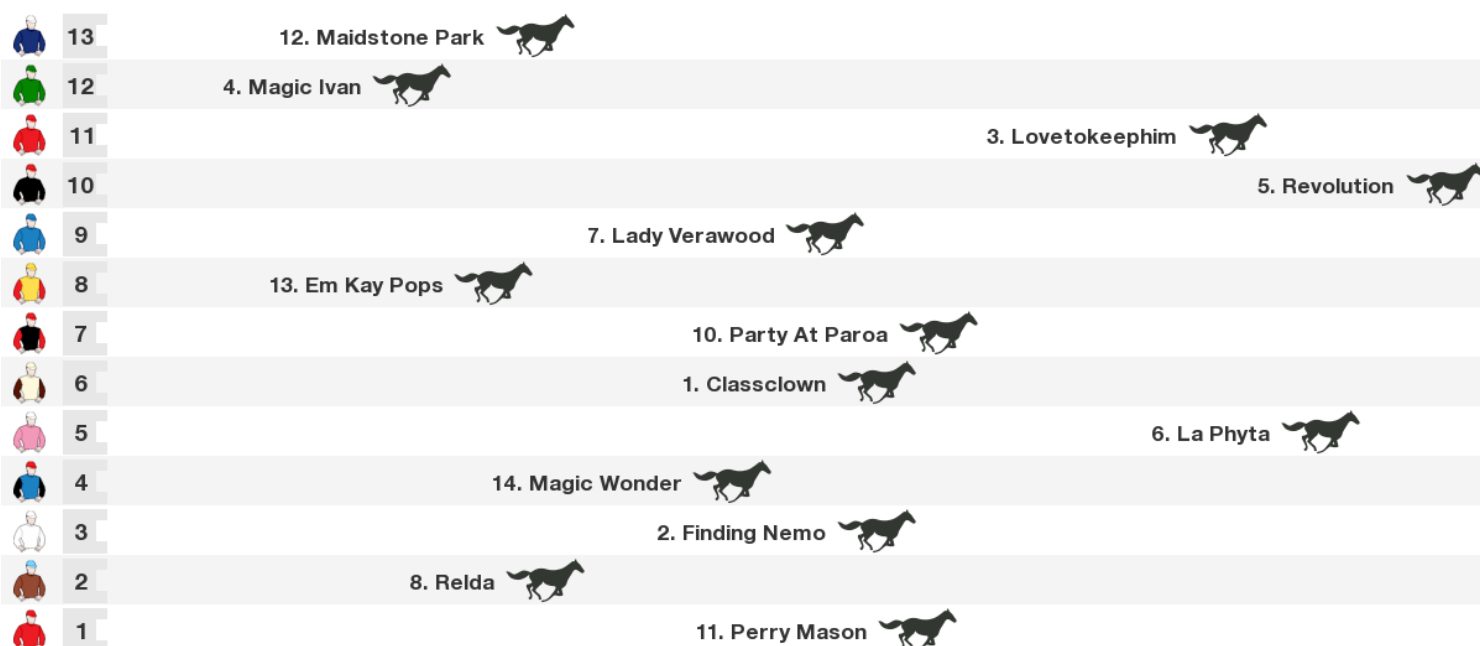 13 12. Maidstone Park
12 4. Magic Ivan
11 3. Lovetokeephim
10 5. Revolution
9 7. Lady Verawood
8 13. Em Kay Pops
7 10. Party At Paroa
6 1. Classclown
5 6. La Phyta
4 14. Magic Wonder
3 2. Finding Nemo
2 8. Relda
1 11. Perry Mason